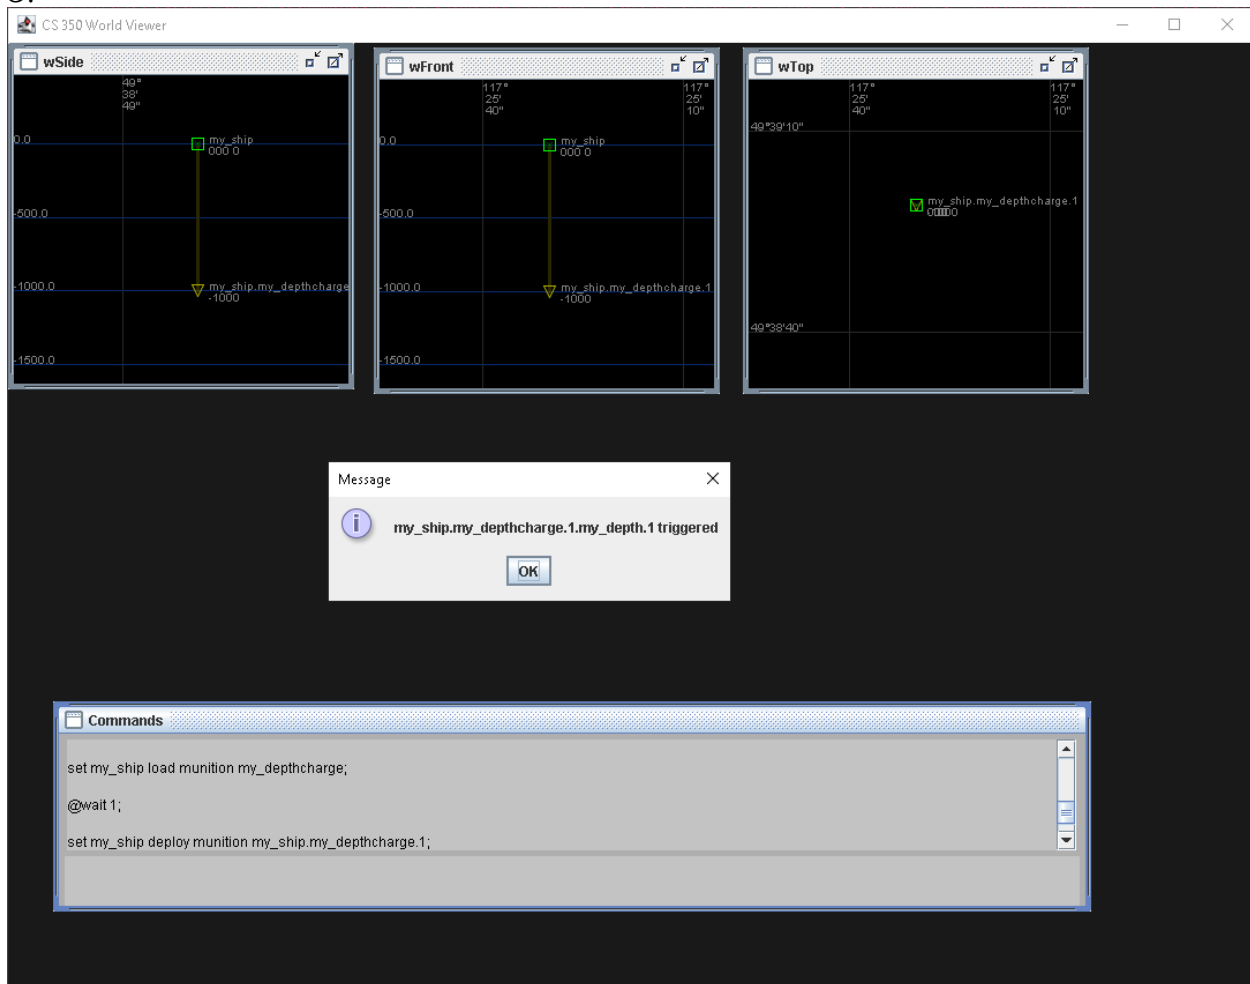 CS 350 World Viewer
wSide
49°
38'
49"
0.0
my_ship
000 0
-500.0
-1000.0
my_ship.my_depthcharge
-1000
-1500.0
wFront
117°
25'
40"
117°
25'
10"
0.0
my_ship
000 0
-500.0
-1000.0
my_ship.my_depthcharge.1
-1000
-1500.0
wTop
117°
25'
40"
117°
25'
10"
49°39'10"
my_ship.my_depthcharge.1
49°38'40"
Message
my_ship.my_depthcharge.1.my_depth.1 triggered
OK
Commands
set my_ship load munition my_depthcharge;
@wait 1;
set my_ship deploy munition my_ship.my_depthcharge.1;